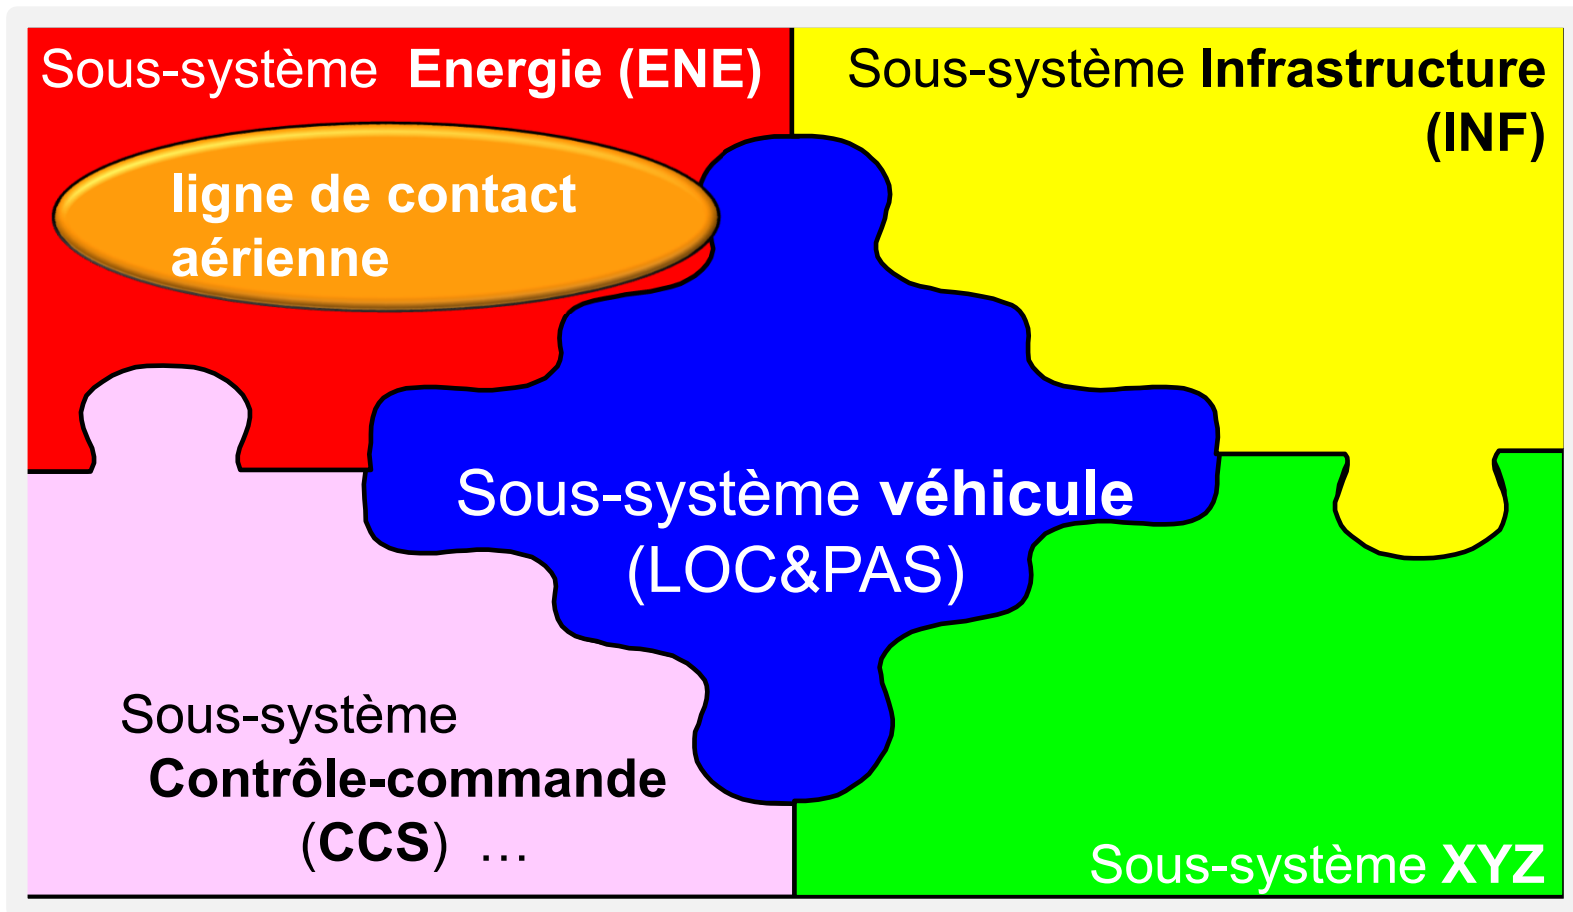 Sous-système Energie (ENE)
Sous-système Infrastructure
(INF)
ligne de contact
aérienne
Sous-système véhicule
(LOC&PAS)
Sous-système
Contrôle-commande
(CCS) …
Sous-système XYZ